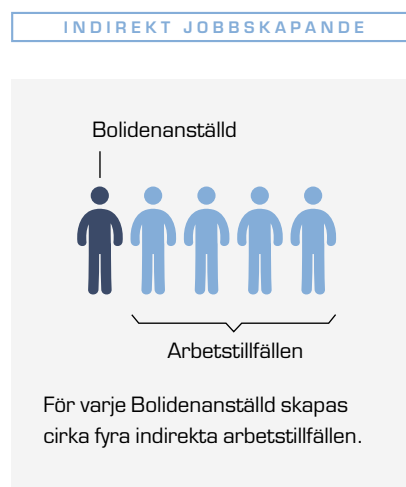 INDIREKT JOBBSKAPANDE
Bolidenanställd
Arbetstillfällen
För varje Bolidenanställd skapas
cirka fyra indirekta arbetstillfällen.